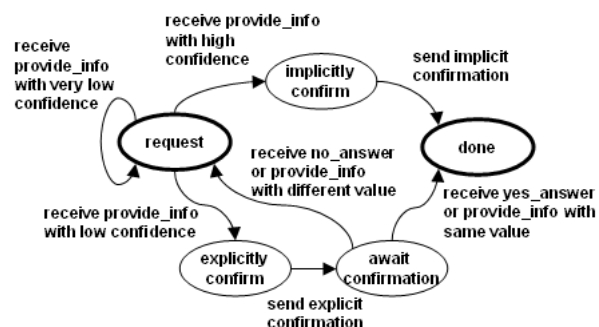 receive
provide_info
with very low
confidence
receive provide_info
with high
confidence
implicitly
confirm
send implicit
confirmation
request
receive no_answer
or provide_info
with different value
done
receive provide_info
with low confidence
receive yes_answer
or provide_info with
same value
explicitly
confirm
await
confirmation
send explicit
confirmation